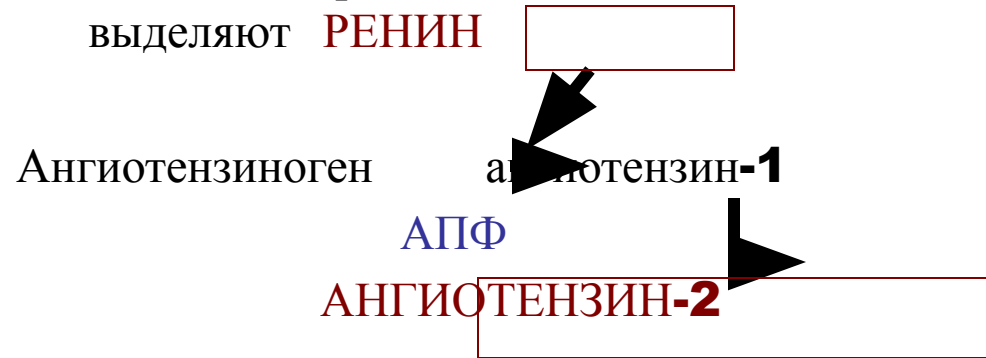 выделяют РЕНИН
Ангиотензиноген ангиотензин-1
АПФ
АНГИОТЕНЗИН-2